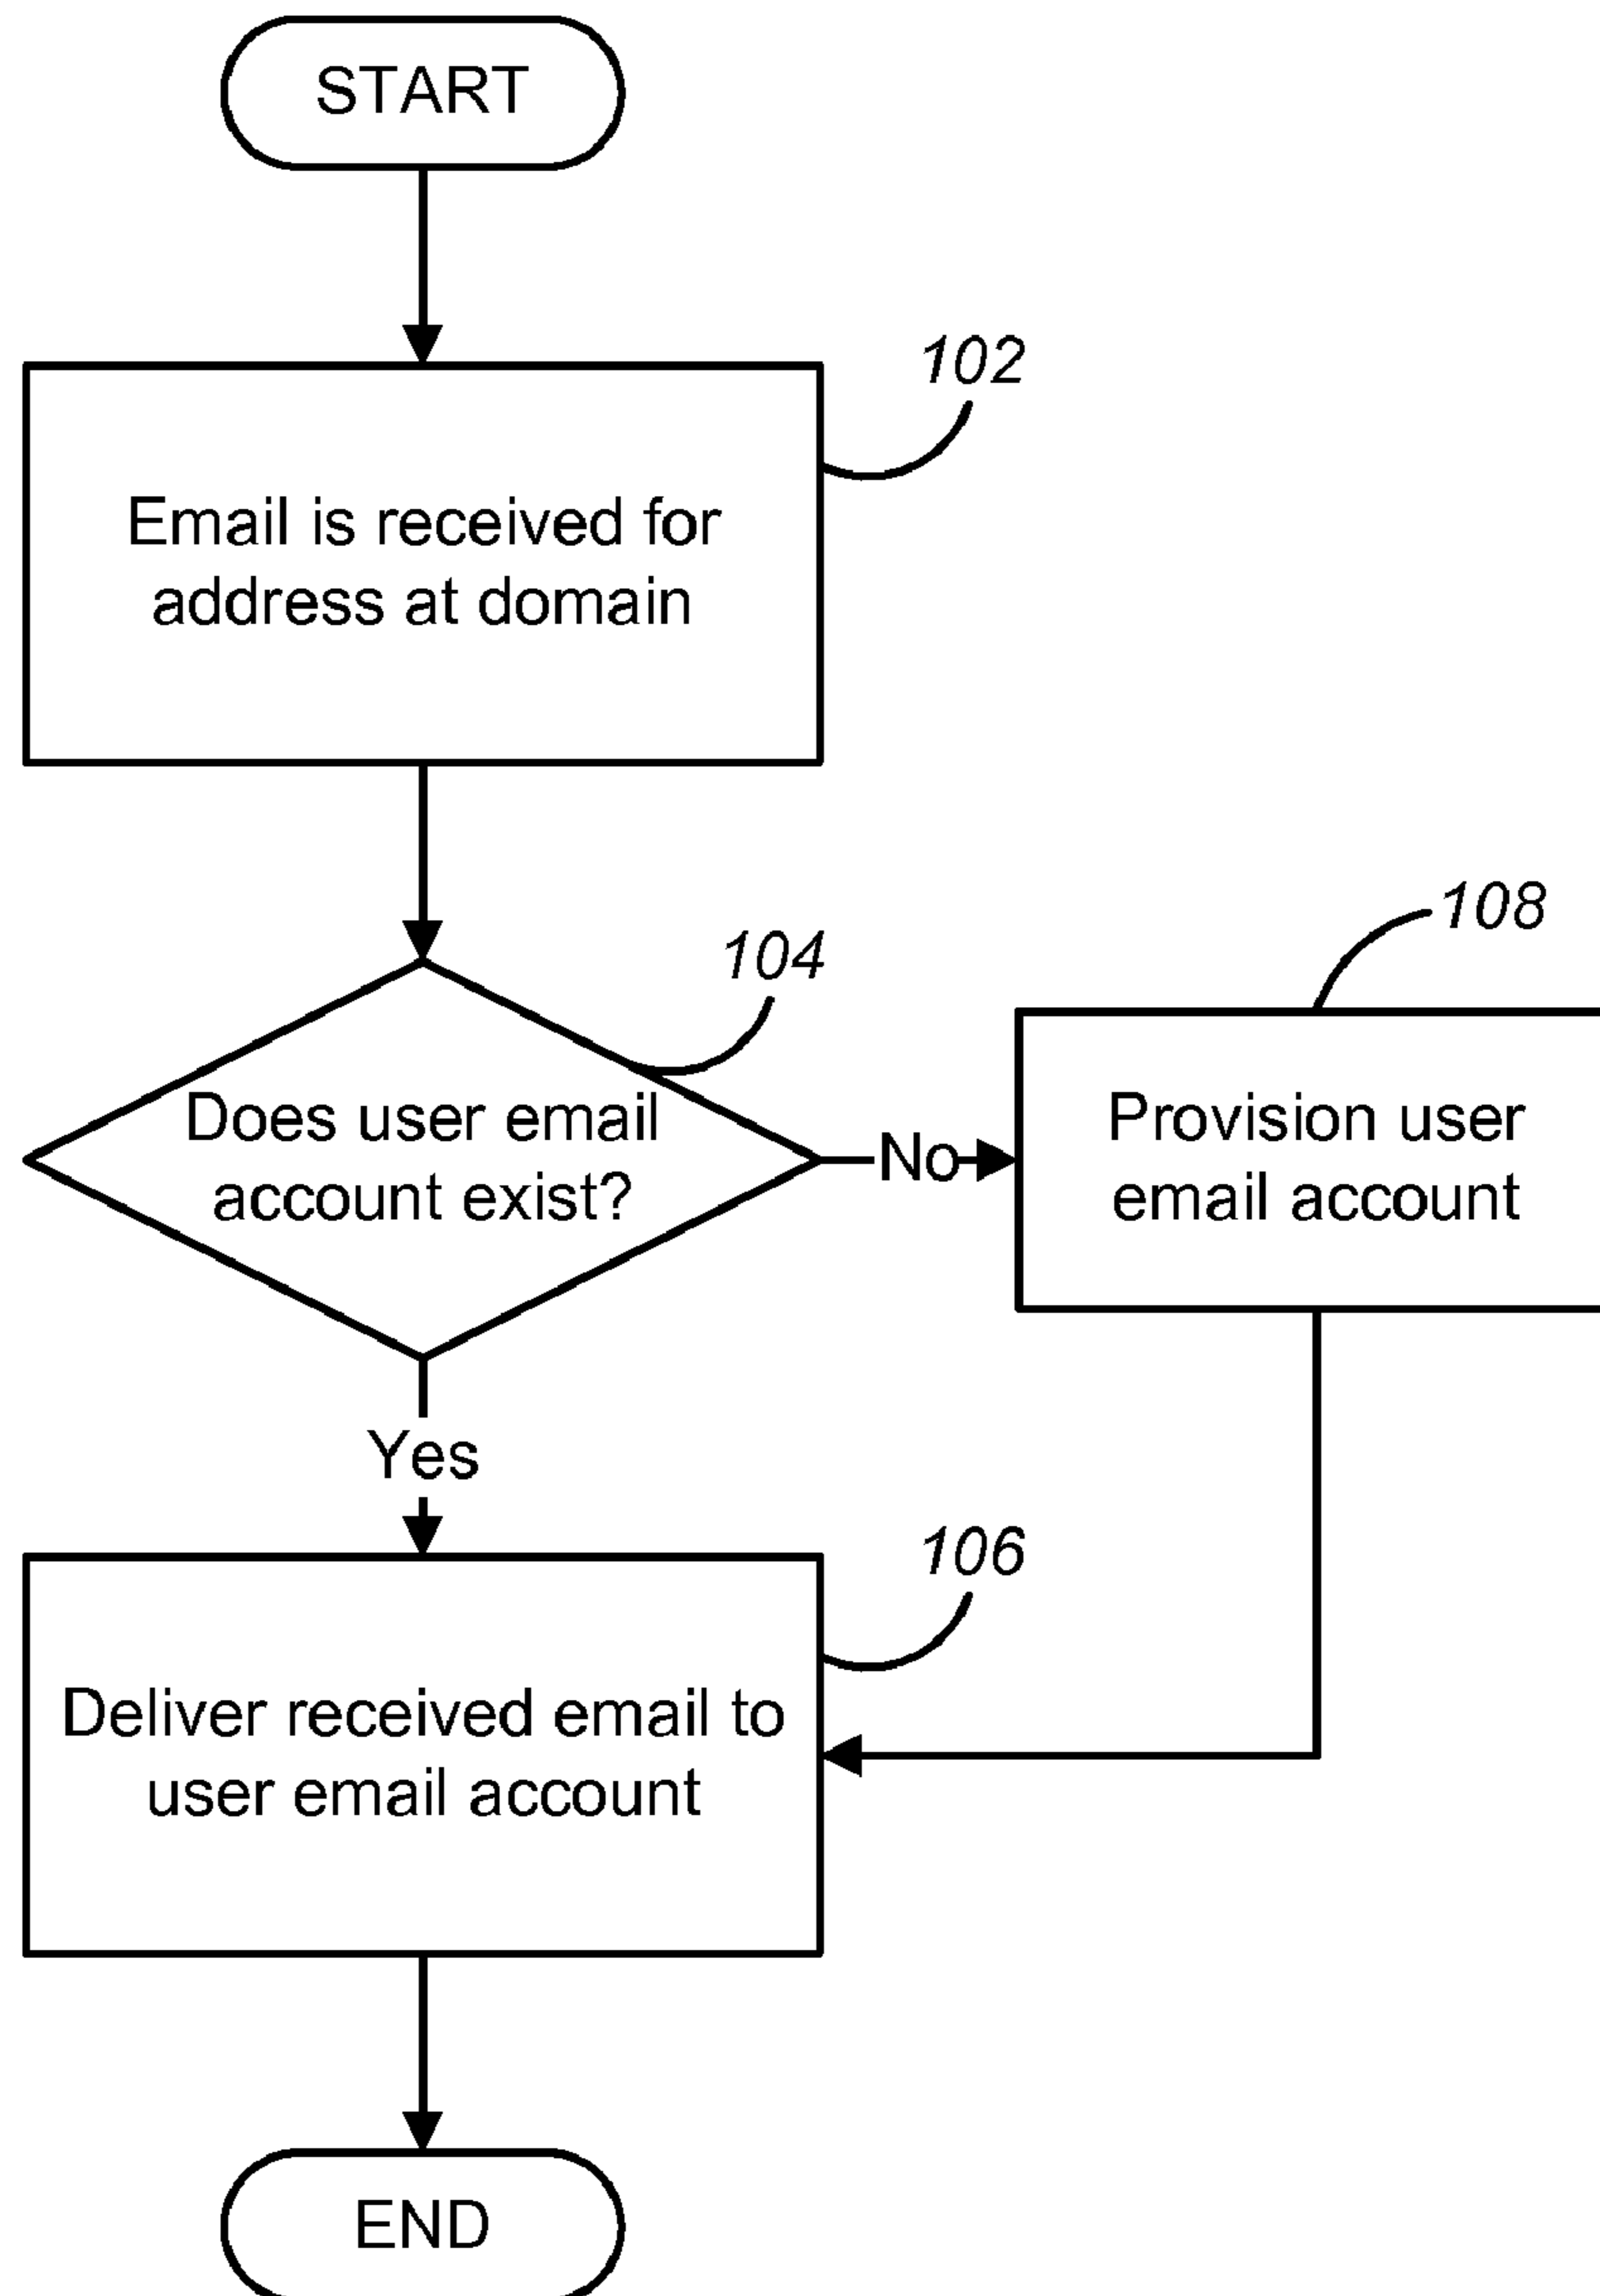 START
102
Email is received for
address at domain
104
108
Does user email
account exist?
No
Provision user
email account
Yes
106
Deliver received email to
user email account
END